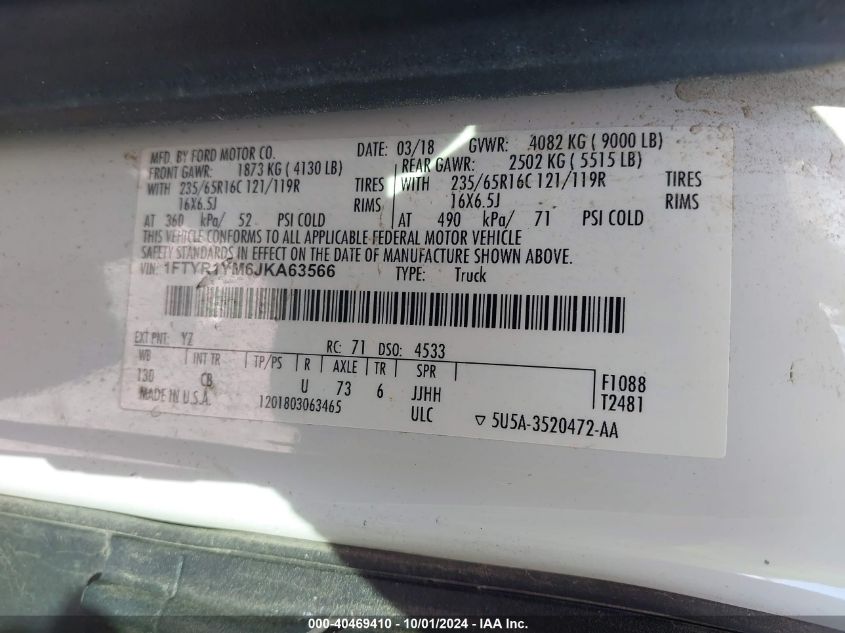 MFD. BY FORD MOTOR CO. DATE: 03/18 GVWR: 4082 KG ( 9000 LB)
FRONT GAWR: 1873 KG ( 4130 LB) REAR GAWR: 2502 KG ( 5515 LB)
WITH 235/65R16C 121/119R TIRES WITH 235/65R16C 121/119R TIRES
16X6.5J RIMS 16X6.5J RIMS
AT 360 kPa/ 52 PSI COLD AT 490 kPa/ 71 PSI COLD
THIS VEHICLE CONFORMS TO ALL APPLICABLE FEDERAL MOTOR VEHICLE
SAFETY STANDARDS IN EFFECT ON THE DATE OF MANUFACTURE SHOWN ABOVE.
VIN: 1FTYR1YM6JKA63566 TYPE: Truck
EXT PNT: YZ RC: 71 DSO: 4533
WB INT TR TP/PS R AXLE TR SPR
130 CB U 73 6 JJHH F1088
MADE IN U.S.A. 1201803063465 ULC T2481
▽ 5U5A-3520472-AA
000-40469410 - 10/01/2024 - IAA Inc.